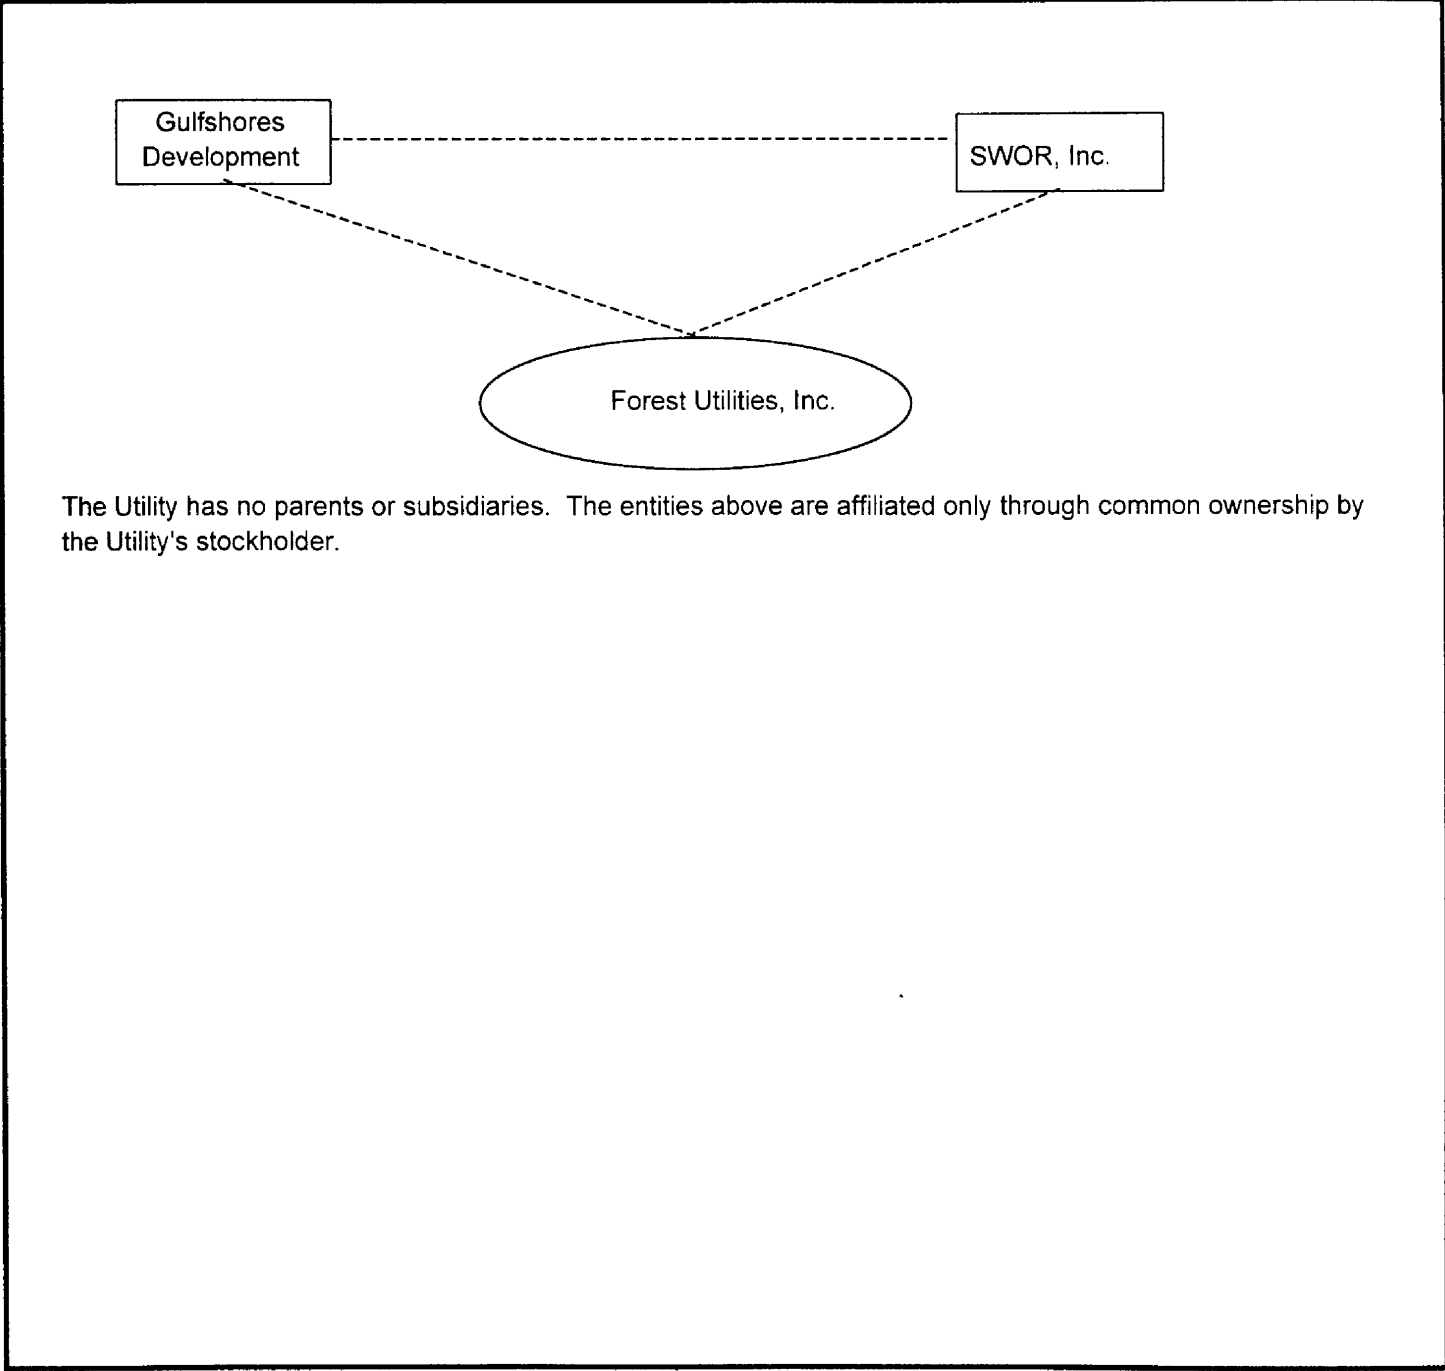 Gulfshores
Development
SWOR, Inc.
Forest Utilities, Inc.
The Utility has no parents or subsidiaries.  The entities above are affiliated only through common ownership by
the Utility's stockholder.